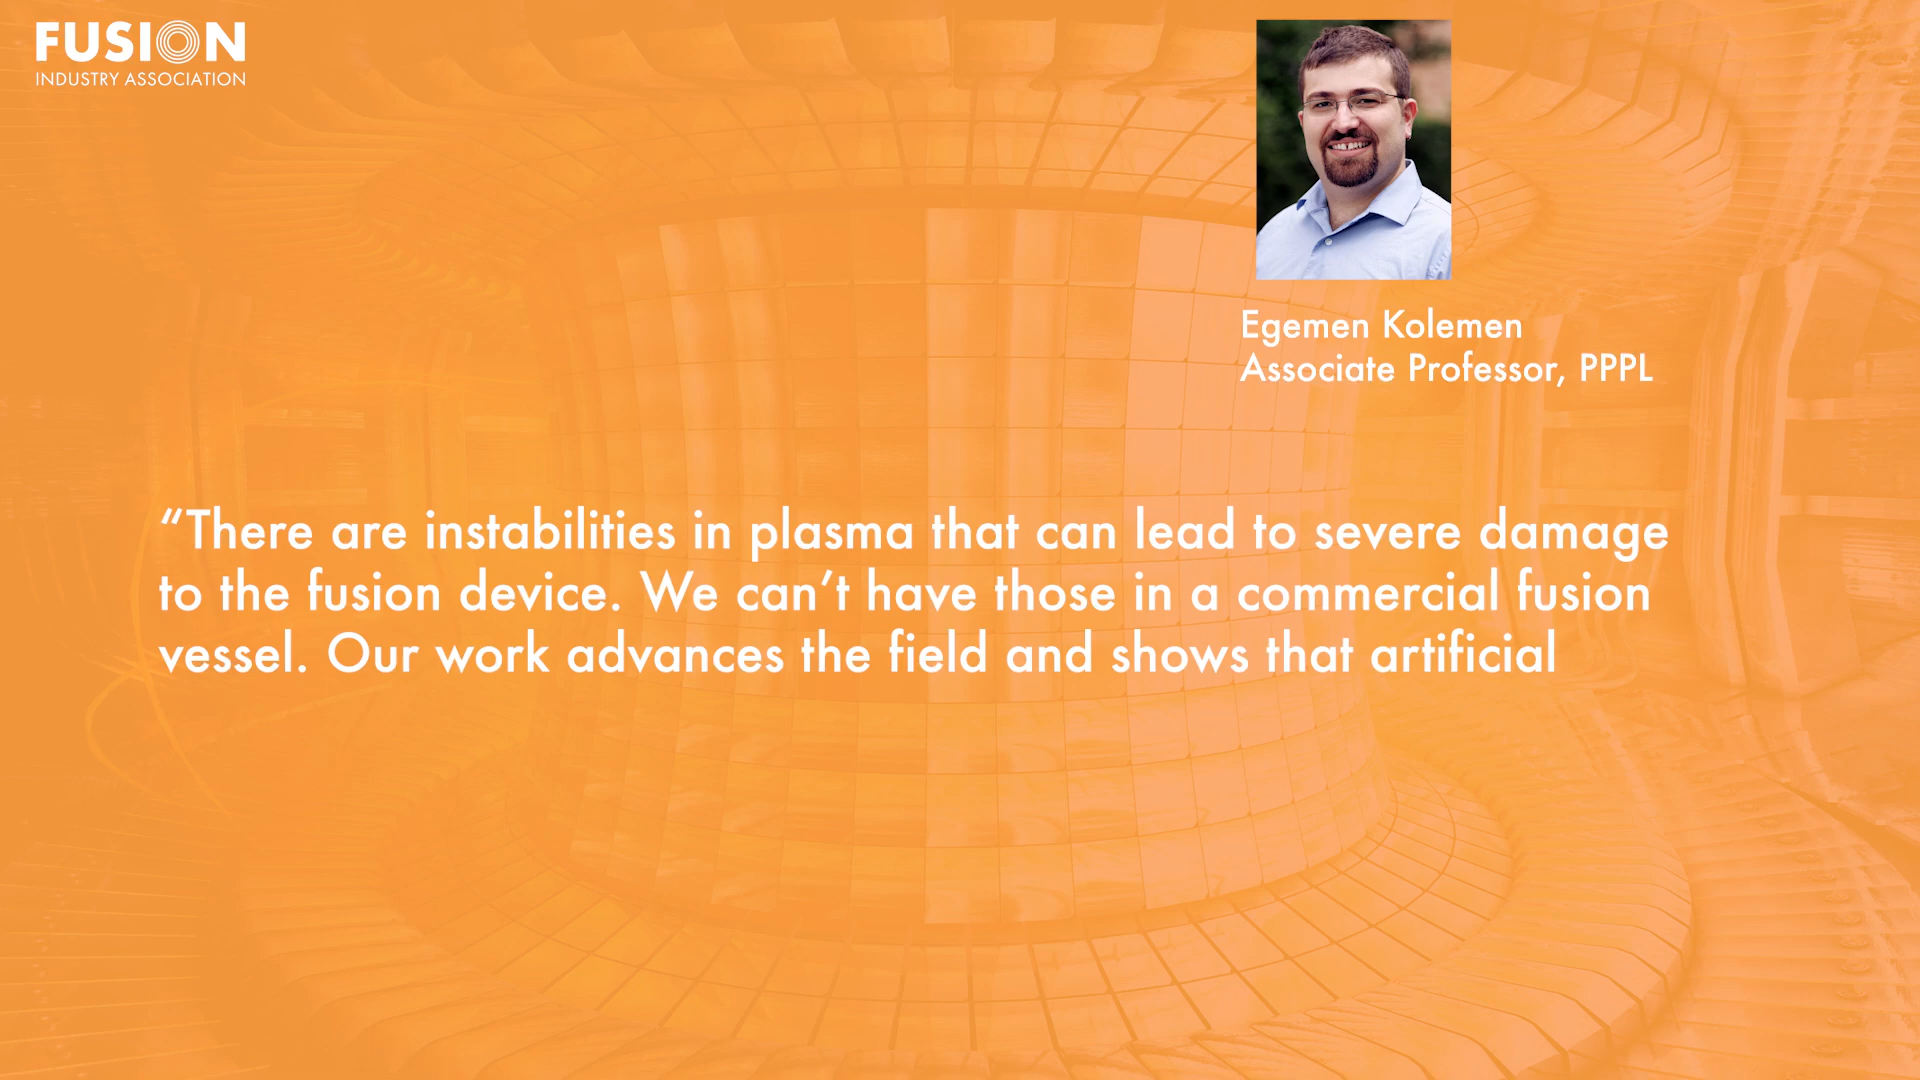 FUSION
INDUSTRY ASSOCIATION
Egemen Kolemen
Associate Professor, PPPL
“There are instabilities in plasma that can lead to severe damage
to the fusion device. We can’t have those in a commercial fusion
vessel. Our work advances the field and shows that artificial